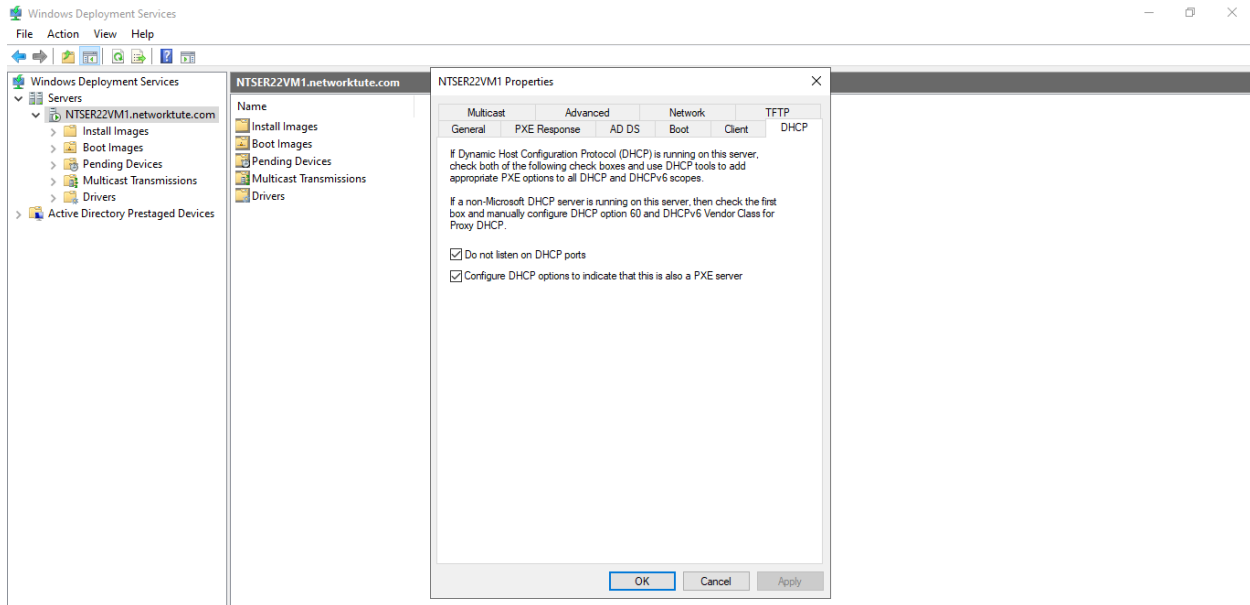 Windows Deployment Services
File Action View Help
Windows Deployment Services
Servers
NTSER22VM1.networktute.com
Install Images
Boot Images
Pending Devices
Multicast Transmissions
Drivers
Active Directory Prestaged Devices
NTSER22VM1.networktute.com
Name
Install Images
Boot Images
Pending Devices
Multicast Transmissions
Drivers
NTSER22VM1 Properties
Multicast Advanced Network TFTP
General PXE Response AD DS Boot Client DHCP
If Dynamic Host Configuration Protocol (DHCP) is running on this server,
check both of the following check boxes and use DHCP tools to add
appropriate PXE options to all DHCP and DHCPv6 scopes.
If a non-Microsoft DHCP server is running on this server, then check the first
box and manually configure DHCP option 60 and DHCPv6 Vendor Class for
Proxy DHCP.
Do not listen on DHCP ports
Configure DHCP options to indicate that this is also a PXE server
OK Cancel Apply